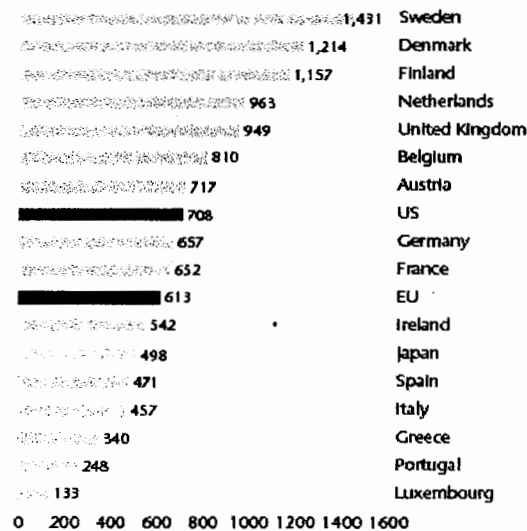 1,431 Sweden
1,214 Denmark
1,157 Finland
963 Netherlands
949 United Kingdom
810 Belgium
717 Austria
708 US
657 Germany
652 France
613 EU
542 Ireland
498 Japan
471 Spain
457 Italy
340 Greece
248 Portugal
133 Luxembourg
0 200 400 600 800 1000 1200 1400 1600